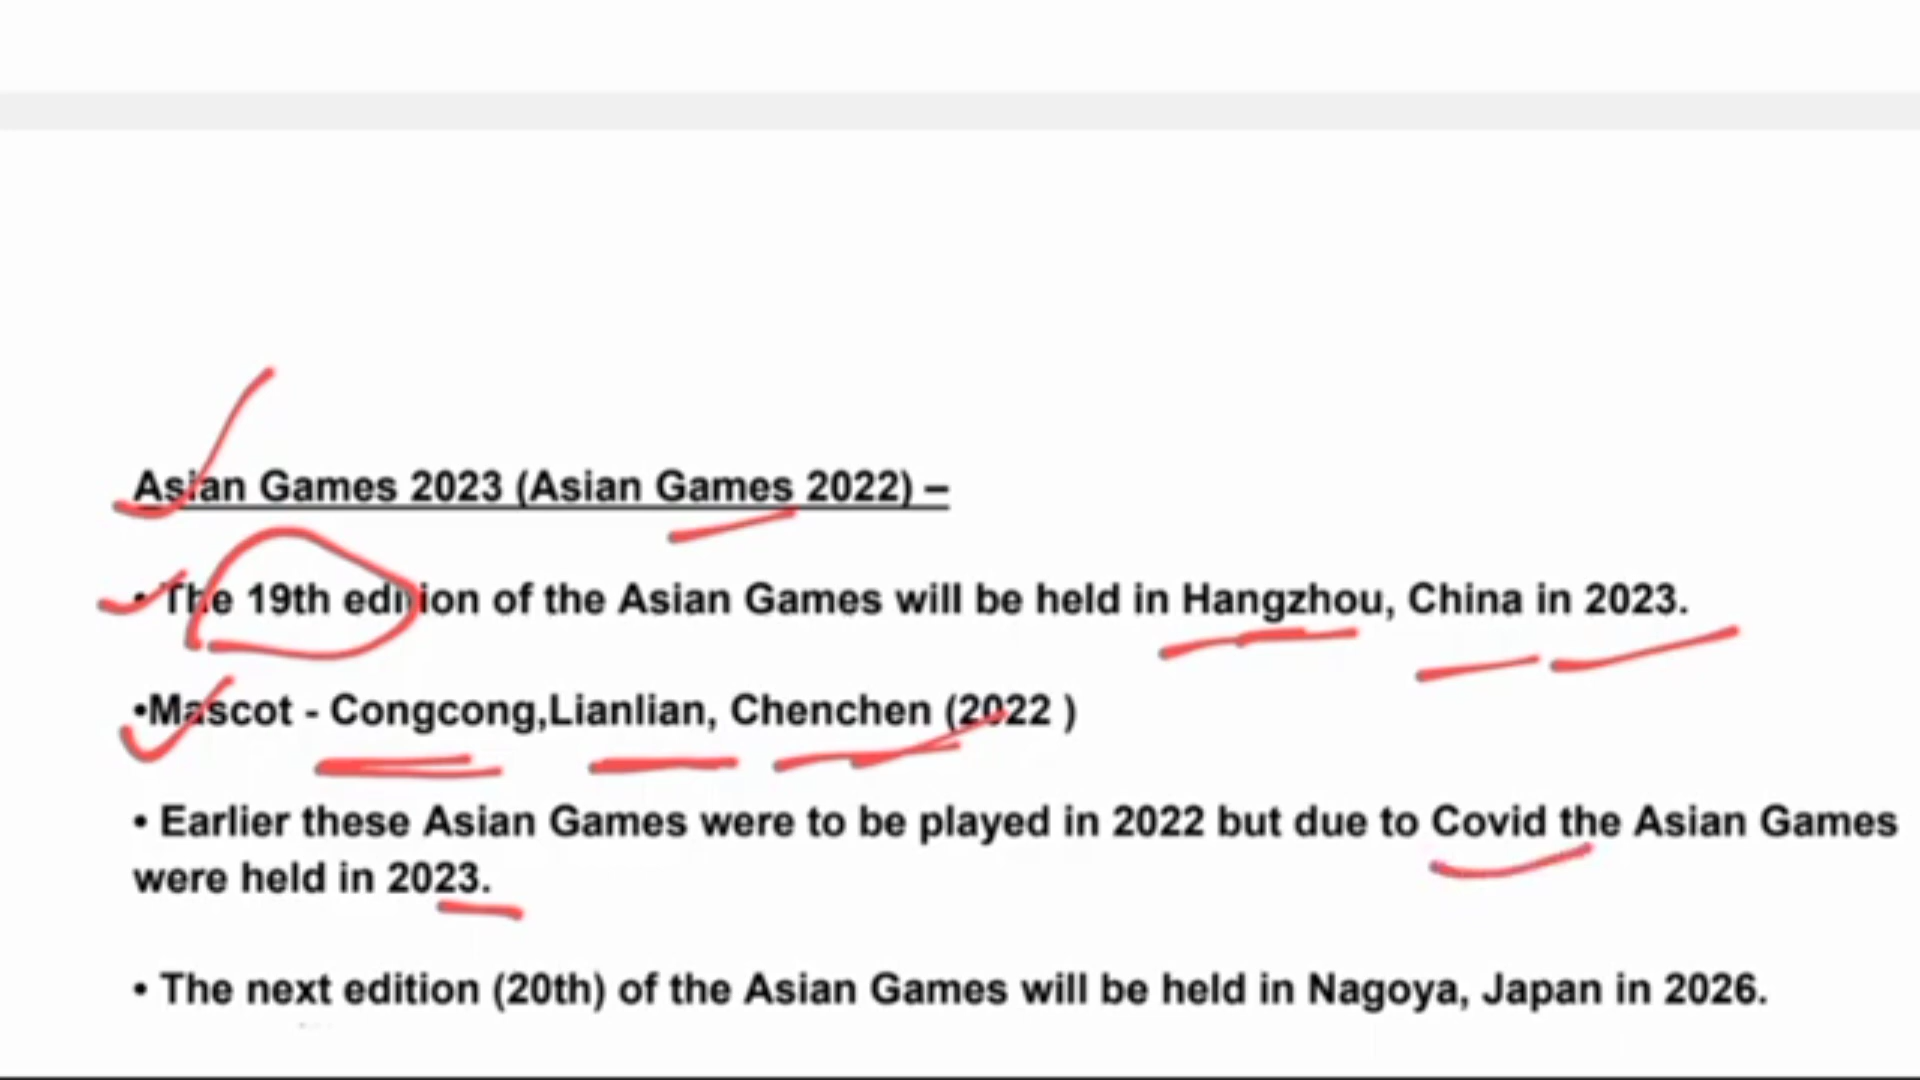 Asian Games 2023 (Asian Games 2022) –
• The 19th edition of the Asian Games will be held in Hangzhou, China in 2023.
•Mascot - Congcong,Lianlian, Chenchen (2022 )
• Earlier these Asian Games were to be played in 2022 but due to Covid the Asian Games
were held in 2023.
• The next edition (20th) of the Asian Games will be held in Nagoya, Japan in 2026.